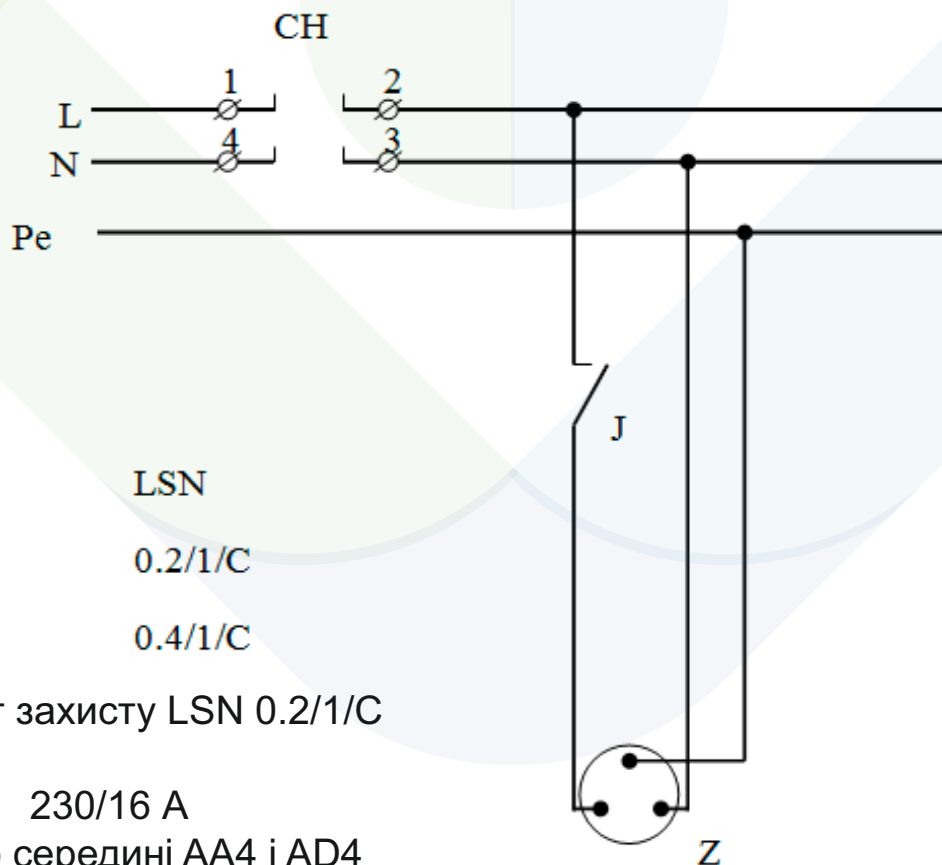 CH
1 2
L
4 3
N
Pe
J
LSN
0.2/1/C
0.4/1/C
захисту LSN 0.2/1/C
230/16 А
середині АА4 і AD4
Z